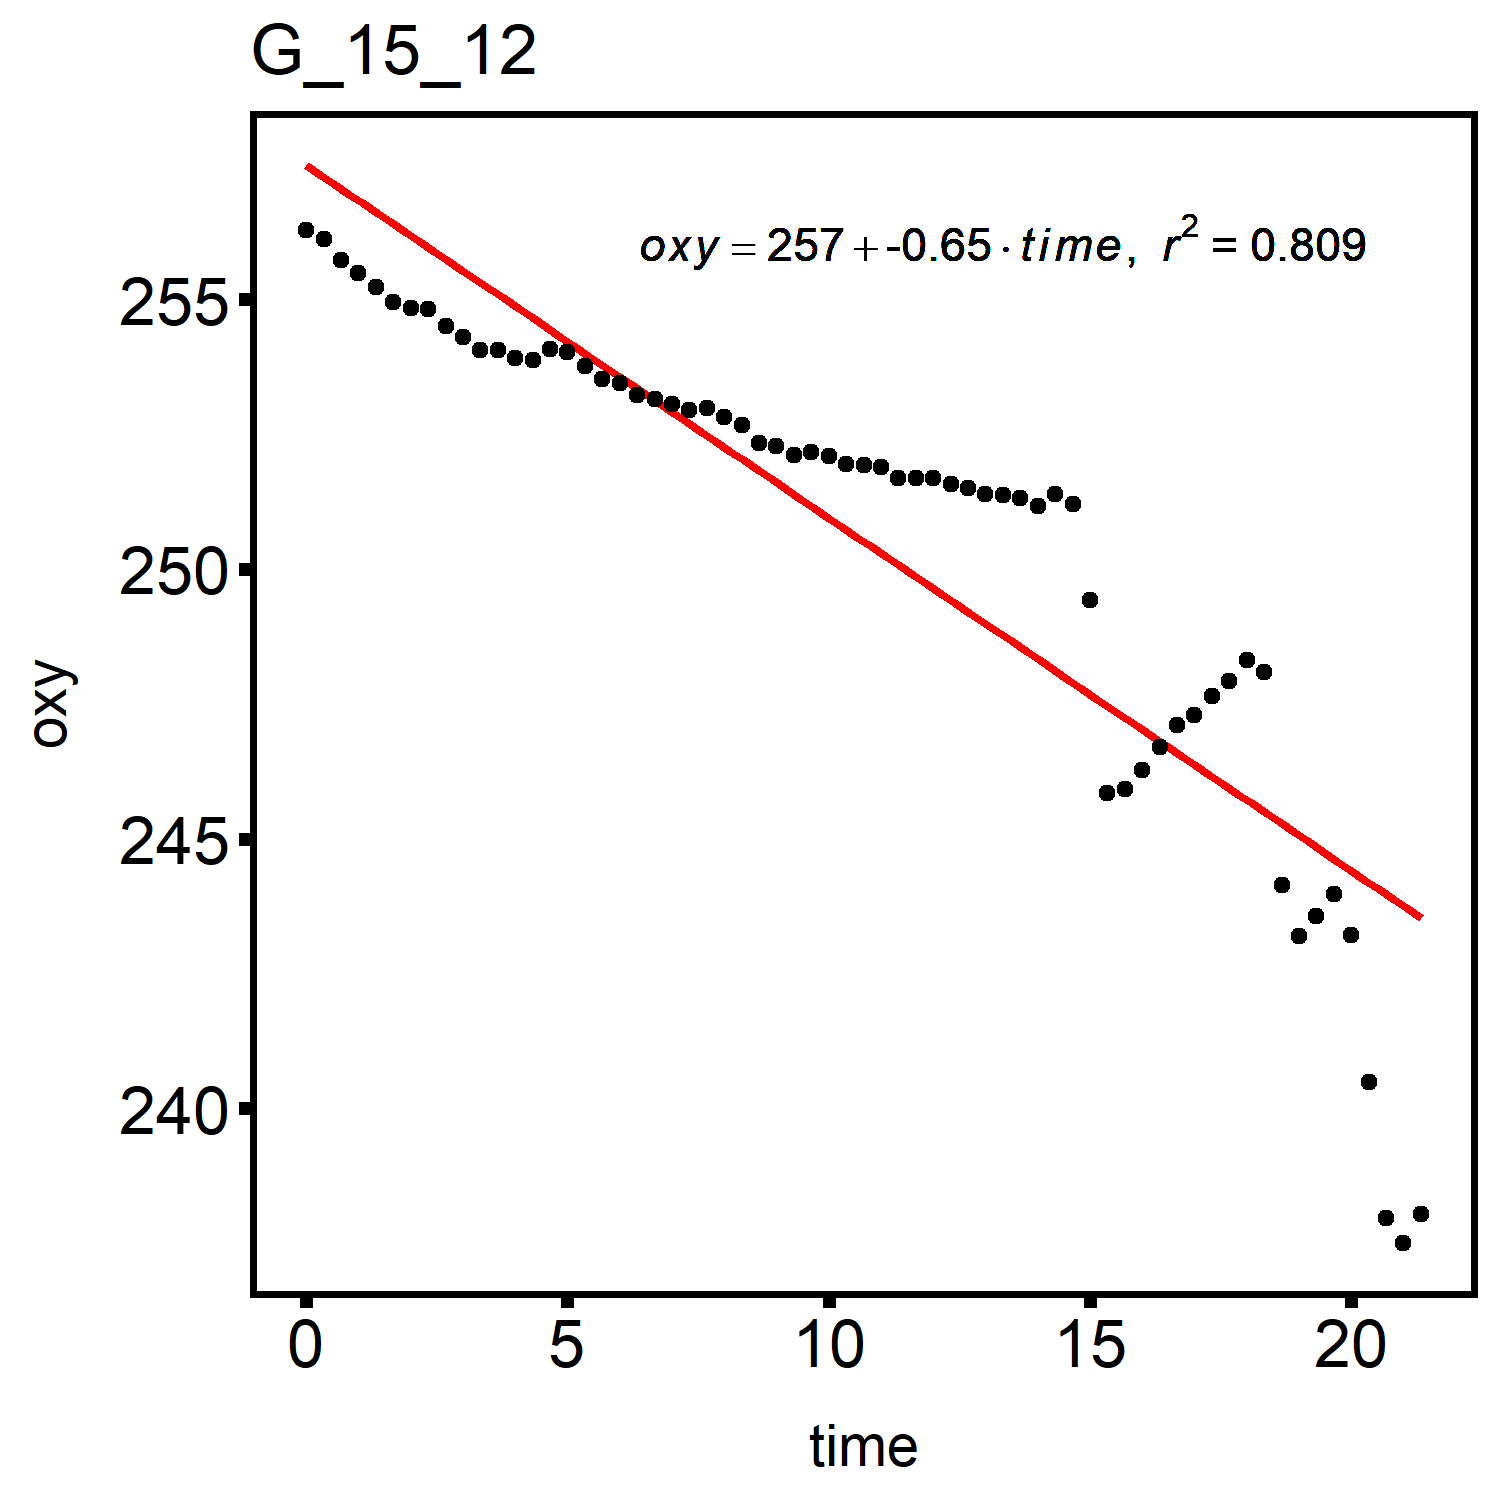 G_15_12
oxy = 257 + -0.65 · time, r² = 0.809
255
250
245
240
oxy
0 5 10 15 20
time